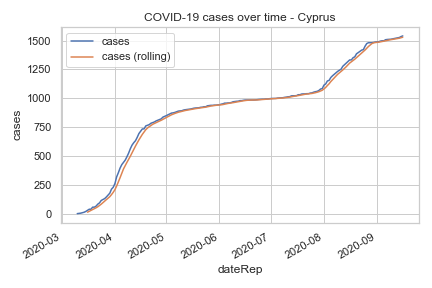 COVID-19 cases over time - Cyprus
cases
cases (rolling)
1500
1250
1000
750
500
250
0
cases
2020-03
2020-04
2020-05
2020-06
2020-07
2020-08
2020-09
dateRep